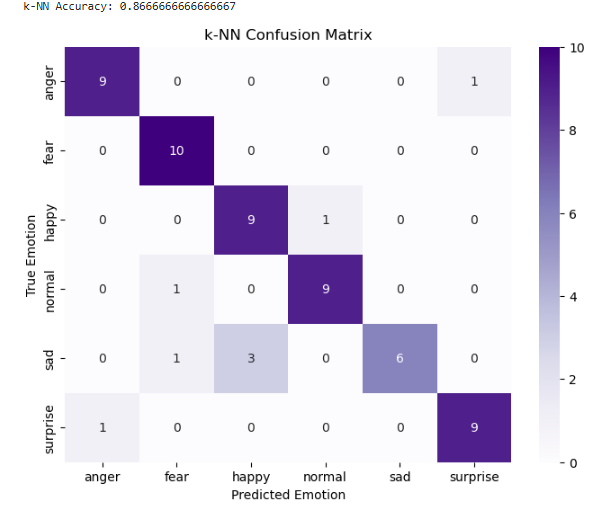 k-NN Accuracy: 0.8666666666666667
k-NN Confusion Matrix
True Emotion
anger 9 0 0 0 0 1
fear 0 10 0 0 0 0
happy 0 0 9 1 0 0
normal 0 1 0 9 0 0
sad 0 1 3 0 6 0
surprise 1 0 0 0 0 9
anger fear happy normal sad surprise
Predicted Emotion
10
8
6
4
2
0